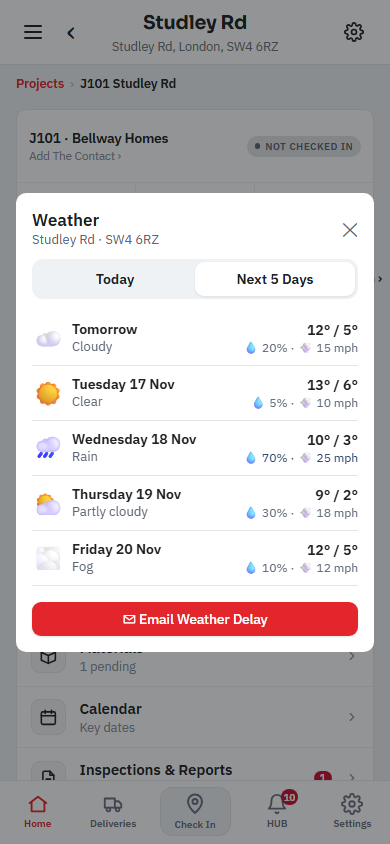 Studley Rd
Studley Rd, London, SW4 6RZ
Projects › J101 Studley Rd
J101 · Bellway Homes
Add The Contact ›
NOT CHECKED IN
Weather
Studley Rd · SW4 6RZ
Today
Next 5 Days
Tomorrow
12° / 5°
Cloudy
20% · 15 mph
Tuesday 17 Nov
13° / 6°
Clear
5% · 10 mph
Wednesday 18 Nov
10° / 3°
Rain
70% · 25 mph
Thursday 19 Nov
9° / 2°
Partly cloudy
30% · 18 mph
Friday 20 Nov
12° / 5°
Fog
10% · 12 mph
Email Weather Delay
Materials
1 pending
Calendar
Key dates
Inspections & Reports
1
10
Home
Deliveries
Check In
HUB
Settings